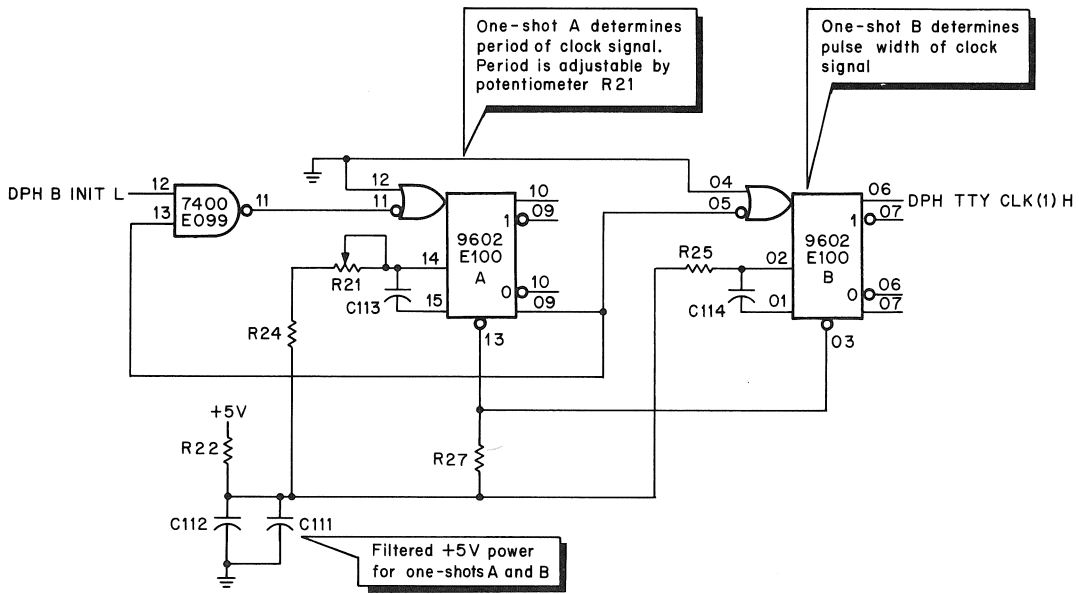 One-shot A determines
period of clock signal.
Period is adjustable by
potentiometer R21
One-shot B determines
pulse width of clock
signal
DPH B INIT L
12
13
7400
E099
11
12
11
9602
E100
A
10
09
1
10
09
0
14
15
13
R21
C113
R24
04
05
9602
E100
B
06
07
1
06
07
0
DPH TTY CLK(1) H
02
01
03
R25
C114
+5V
R22
R27
C112
C111
Filtered +5V power
for one-shots A and B